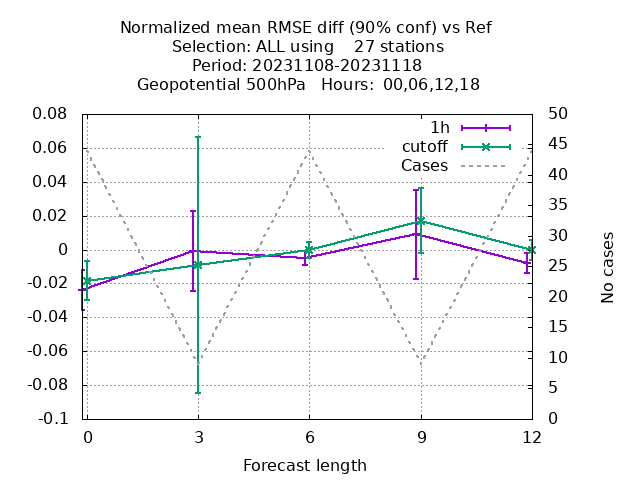 Normalized mean RMSE diff (90% conf) vs Ref
Selection: ALL using 27 stations
Period: 20231108-20231118
Geopotential 500hPa Hours: 00,06,12,18
0.08
0.06
0.04
0.02
0
-0.02
-0.04
-0.06
-0.08
-0.1
50
45
40
35
30
25
20
15
10
5
0
1h
cutoff
Cases
No cases
0 3 6 9 12
Forecast length